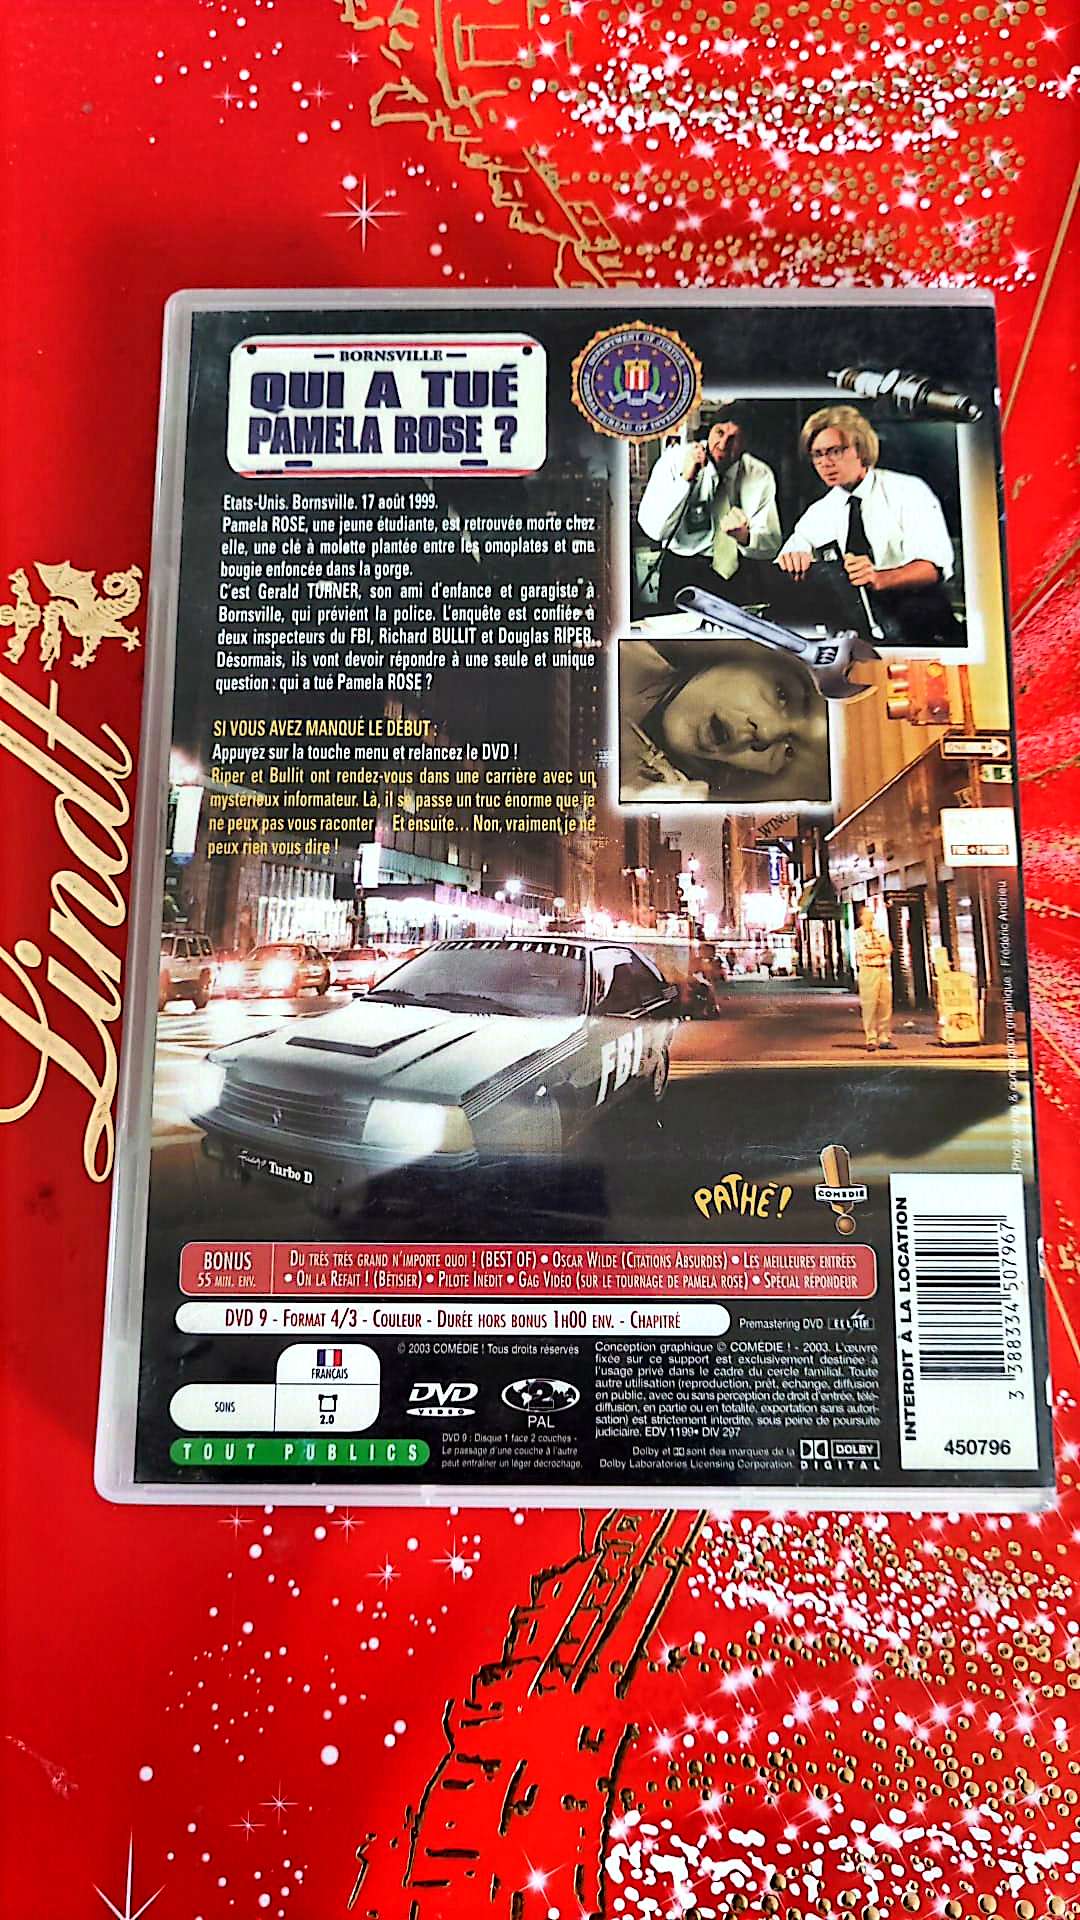 Lindt
BORNSVILLE
QUI A TUÉ
PAMELA ROSE ?
DEPARTMENT OF JUSTICE
FEDERAL BUREAU OF INVESTIGATION
Etats-Unis. Bornsville. 17 août 1999.
Pamela ROSE, une jeune étudiante, est retrouvée morte chez
elle, une clé à molette plantée entre les omoplates et une
bougie enfoncée dans la gorge.
C'est Gerald TURNER, son ami d'enfance et garagiste à
Bornsville, qui prévient la police. L'enquête est confiée à
deux inspecteurs du FBI, Richard BULLIT et Douglas RIPER.
Désormais, ils vont devoir répondre à une seule et unique
question : qui a tué Pamela ROSE ?
SI VOUS AVEZ MANQUÉ LE DÉBUT :
Appuyez sur la touche menu et relancez le DVD !
Riper et Bullit ont rendez-vous dans une carrière avec un
mystérieux informateur. Là, il se passe un truc énorme que je
ne peux pas vous raconter... Et ensuite... Non, vraiment je ne
peux rien vous dire !
FBI
Turbo D
PATHÉ!
COMÉDIE
BONUS
55 MIN. ENV.
DU TRÈS TRÈS GRAND N'IMPORTE QUOI ! (BEST OF) • OSCAR WILDE (CITATIONS ABSURDES) • LES MEILLEURES ENTRÉES
• ON LA REFAIT ! (BÊTISIER) • PILOTE INÉDIT • GAG VIDÉO (SUR LE TOURNAGE DE PAMELA ROSE) • SPÉCIAL RÉPONDEUR
DVD 9 - FORMAT 4/3 - COULEUR - DURÉE HORS BONUS 1H00 ENV. - CHAPITRÉ
Premastering DVD ECLAIR
FRANÇAIS
SONS
2.0
TOUT PUBLICS
© 2003 COMÉDIE ! Tous droits réservés
DVD
VIDEO
2
PAL
DVD 9 : Disque 1 face 2 couches -
Le passage d'une couche à l'autre
peut entraîner un léger décrochage.
Conception graphique © COMÉDIE ! - 2003. L'œuvre
fixée sur ce support est exclusivement destinée à
l'usage privé dans le cadre du cercle familial. Toute
autre utilisation (reproduction, prêt, échange, diffusion
en public, avec ou sans perception de droit d'entrée, télé-
diffusion, en partie ou en totalité, exportation sans autori-
sation) est strictement interdite, sous peine de poursuite
judiciaire. EDV 1199• DIV 297
Dolby et DD sont des marques de la
Dolby Laboratories Licensing Corporation.
DOLBY
DIGITAL
INTERDIT À LA LOCATION
3 388334 507967
450796